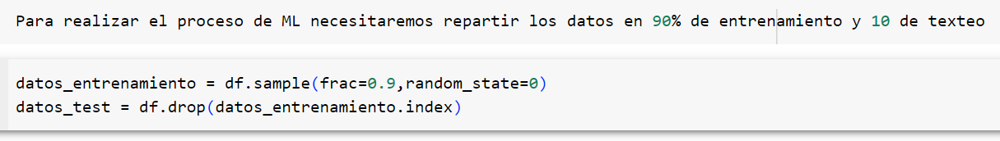 Para realizar el proceso de ML necesitaremos repartir los datos en 90% de entrenamiento y 10 de texteo
datos_entrenamiento = df.sample(frac=0.9,random_state=0)
datos_test = df.drop(datos_entrenamiento.index)